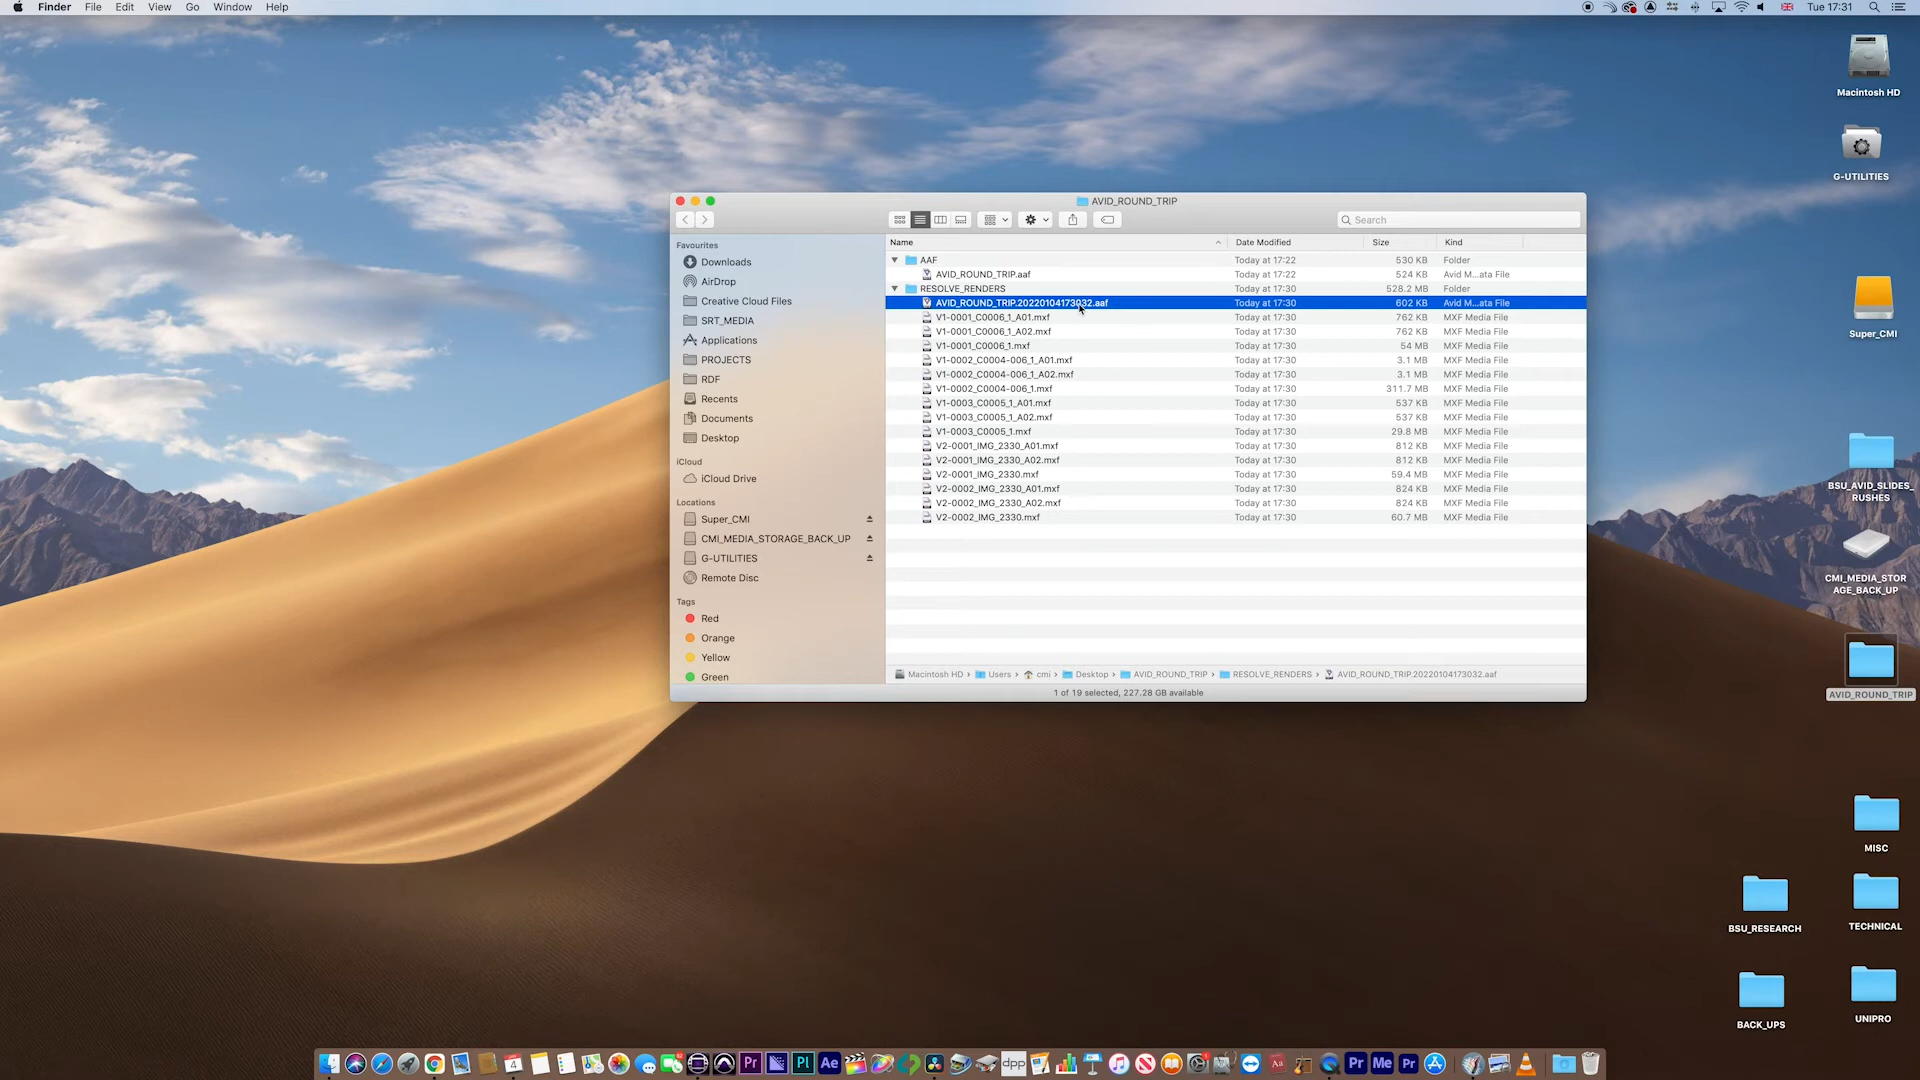 Finder File Edit View Go Window Help
Tue 17:31
Macintosh HD
G-UTILITIES
Super_CMI
BSU_AVID_SLIDES_
RUSHES
CMI_MEDIA_STOR
AGE_BACK_UP
AVID_ROUND_TRIP
MISC
BSU_RESEARCH
TECHNICAL
BACK_UPS
UNIPRO
AVID_ROUND_TRIP
Search
Favourites
Downloads
AirDrop
Creative Cloud Files
SRT_MEDIA
Applications
PROJECTS
RDF
Recents
Documents
Desktop
iCloud
iCloud Drive
Locations
Super_CMI
CMI_MEDIA_STORAGE_BACK_UP
G-UTILITIES
Remote Disc
Tags
Red
Orange
Yellow
Green
Name Date Modified Size Kind
AAF Today at 17:22 530 KB Folder
AVID_ROUND_TRIP.aaf Today at 17:22 524 KB Avid M...ata File
RESOLVE_RENDERS Today at 17:30 528.2 MB Folder
AVID_ROUND_TRIP.20220104173032.aaf Today at 17:30 602 KB Avid M...ata File
V1-0001_C0006_1_A01.mxf Today at 17:30 762 KB MXF Media File
V1-0001_C0006_1_A02.mxf Today at 17:30 762 KB MXF Media File
V1-0001_C0006_1.mxf Today at 17:30 54 MB MXF Media File
V1-0002_C0004-006_1_A01.mxf Today at 17:30 3.1 MB MXF Media File
V1-0002_C0004-006_1_A02.mxf Today at 17:30 3.1 MB MXF Media File
V1-0002_C0004-006_1.mxf Today at 17:30 311.7 MB MXF Media File
V1-0003_C0005_1_A01.mxf Today at 17:30 537 KB MXF Media File
V1-0003_C0005_1_A02.mxf Today at 17:30 537 KB MXF Media File
V1-0003_C0005_1.mxf Today at 17:30 29.8 MB MXF Media File
V2-0001_IMG_2330_A01.mxf Today at 17:30 812 KB MXF Media File
V2-0001_IMG_2330_A02.mxf Today at 17:30 812 KB MXF Media File
V2-0001_IMG_2330.mxf Today at 17:30 59.4 MB MXF Media File
V2-0002_IMG_2330_A01.mxf Today at 17:30 824 KB MXF Media File
V2-0002_IMG_2330_A02.mxf Today at 17:30 824 KB MXF Media File
V2-0002_IMG_2330.mxf Today at 17:30 60.7 MB MXF Media File
Macintosh HD › Users › cmi › Desktop › AVID_ROUND_TRIP › RESOLVE_RENDERS › AVID_ROUND_TRIP.20220104173032.aaf
1 of 19 selected, 227.28 GB available
4 Pr Pl Ae dpp Aa Pr Me Pr